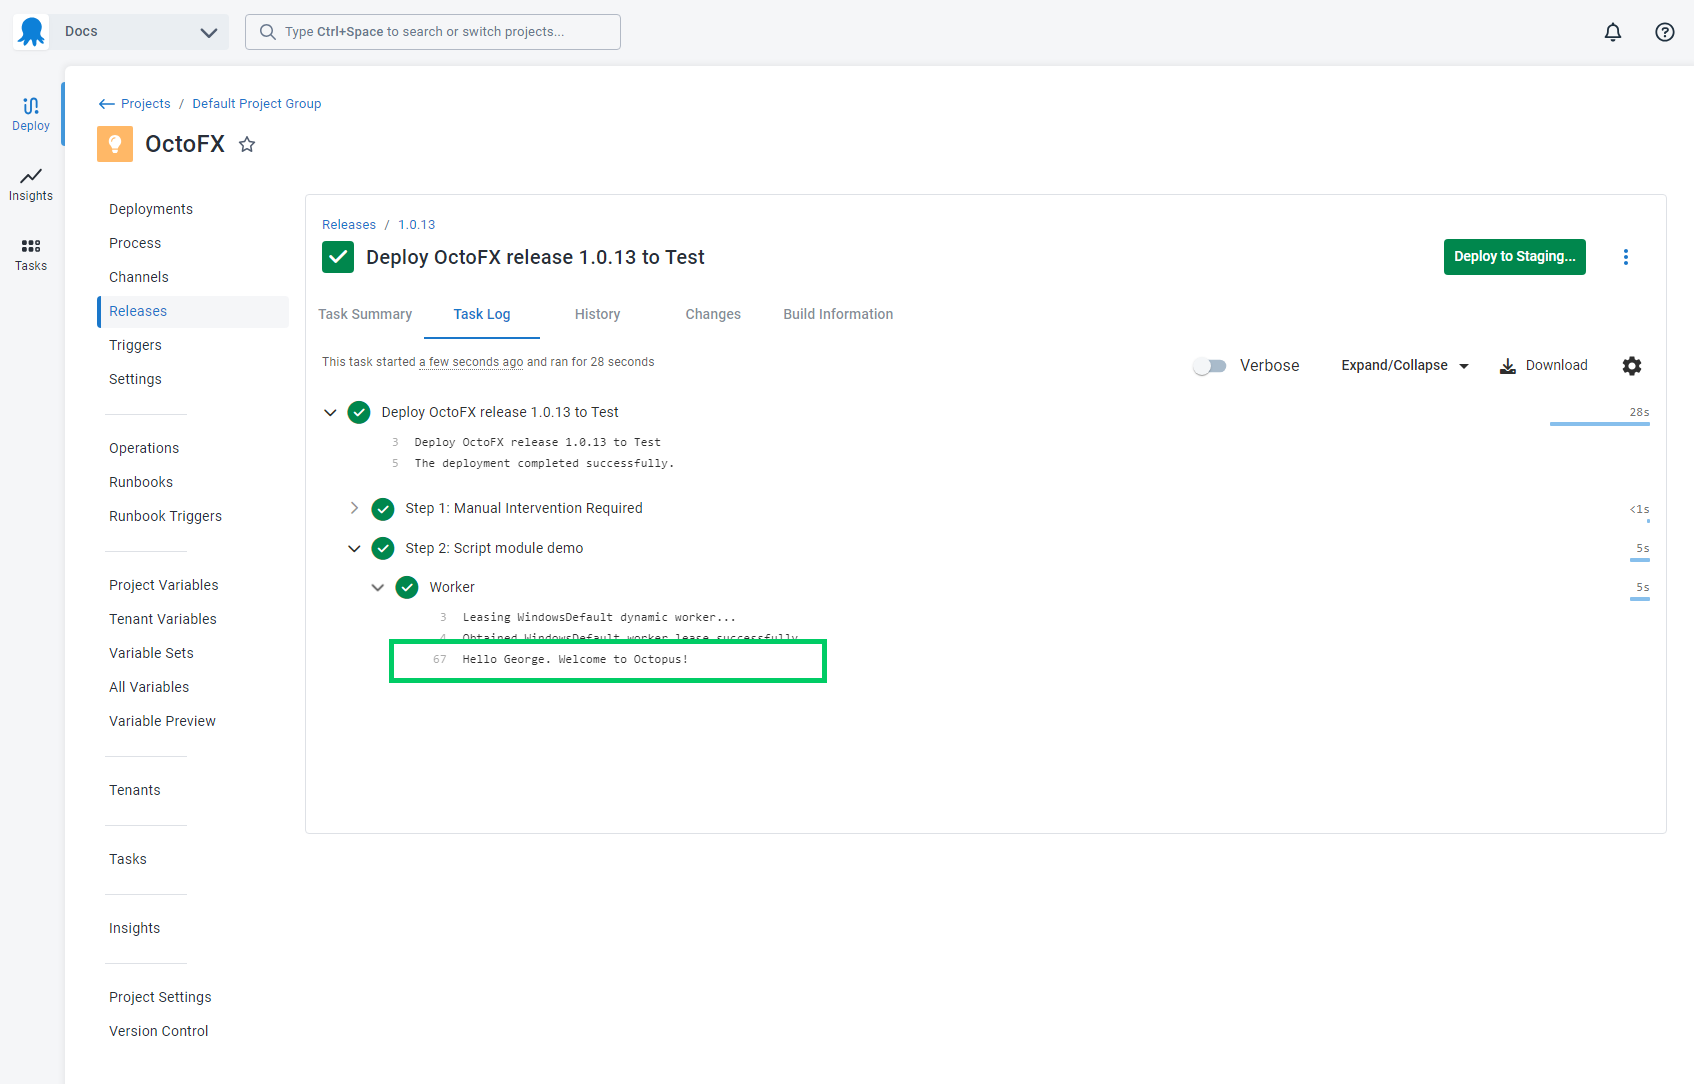 Docs
Type Ctrl+Space to search or switch projects...
Deploy
Insights
Tasks
Projects / Default Project Group
OctoFX
Deployments
Process
Channels
Releases
Triggers
Settings
Operations
Runbooks
Runbook Triggers
Project Variables
Tenant Variables
Variable Sets
All Variables
Variable Preview
Tenants
Tasks
Insights
Project Settings
Version Control
Releases / 1.0.13
Deploy OctoFX release 1.0.13 to Test
Deploy to Staging...
Task Summary
Task Log
History
Changes
Build Information
This task started a few seconds ago and ran for 28 seconds
Verbose
Expand/Collapse
Download
Deploy OctoFX release 1.0.13 to Test
28s
3 Deploy OctoFX release 1.0.13 to Test
5 The deployment completed successfully.
Step 1: Manual Intervention Required
<1s
Step 2: Script module demo
5s
Worker
5s
3 Leasing WindowsDefault dynamic worker...
4 Obtained WindowsDefault worker lease successfully
67 Hello George. Welcome to Octopus!